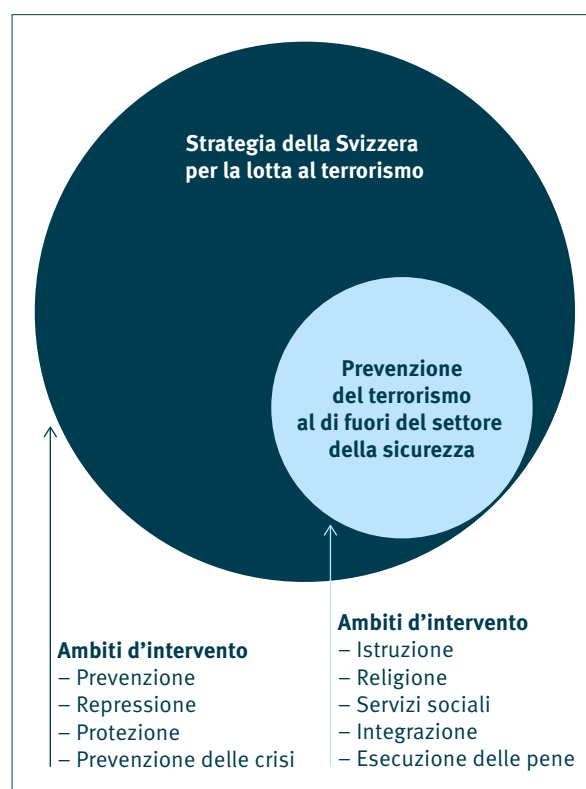 Strategia della Svizzera
per la lotta al terrorismo
Prevenzione
del terrorismo
al di fuori del settore
della sicurezza
Ambiti d’intervento
– Prevenzione
– Repressione
– Protezione
– Prevenzione delle crisi
Ambiti d’intervento
– Istruzione
– Religione
– Servizi sociali
– Integrazione
– Esecuzione delle pene